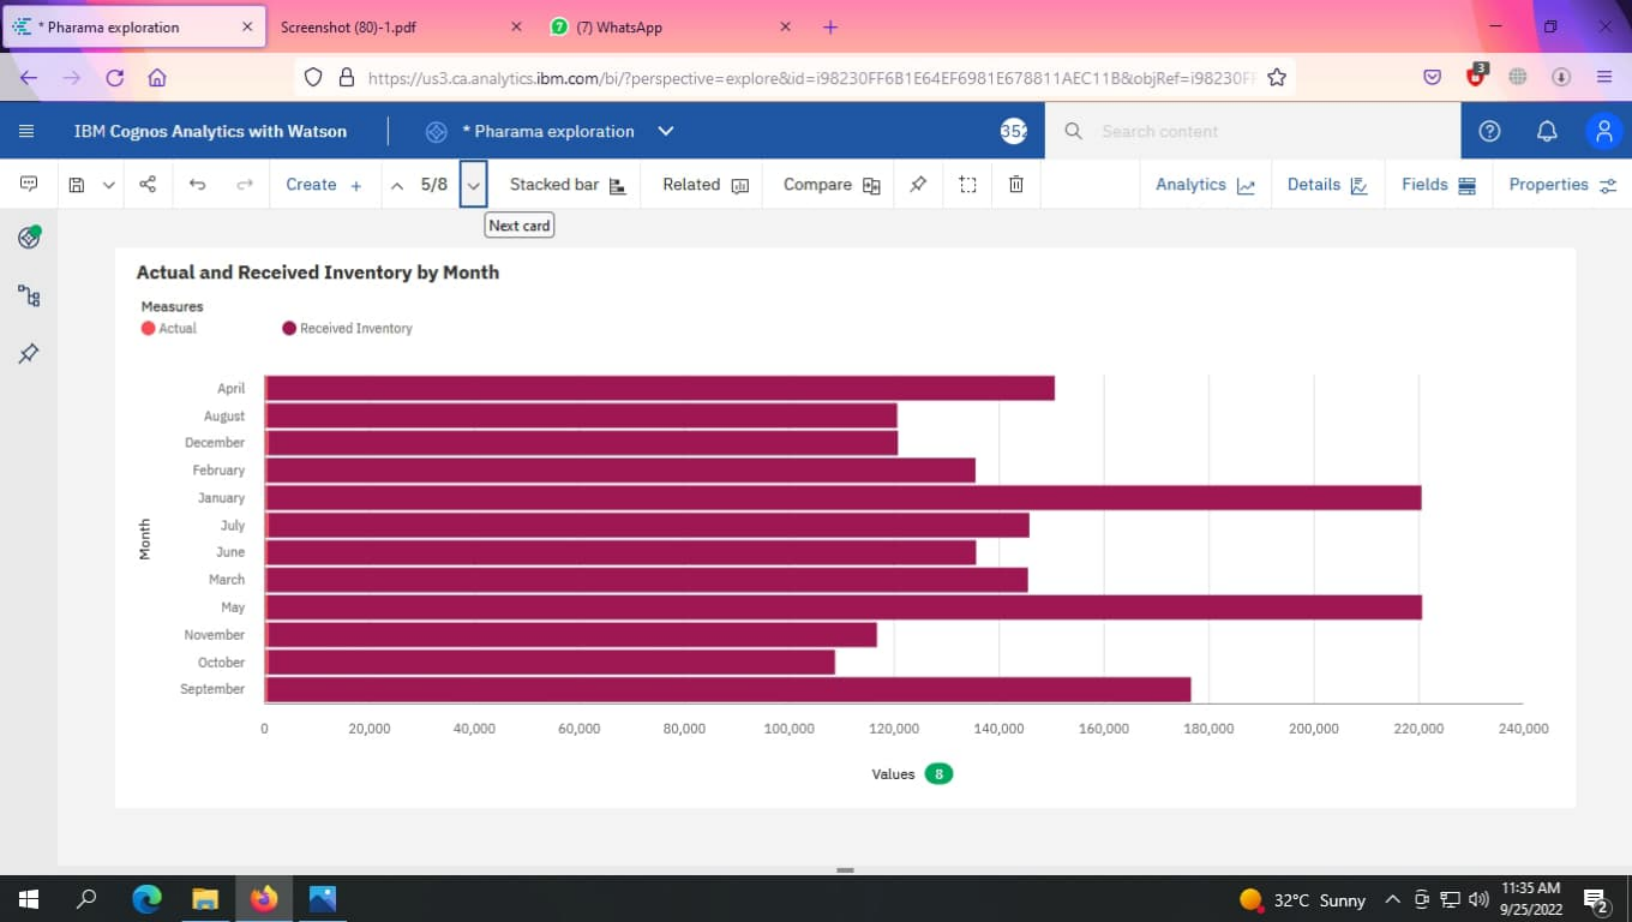 * Pharama exploration
Screenshot (80)-1.pdf
7 (7) WhatsApp
https://us3.ca.analytics.ibm.com/bi/?perspective=explore&id=i98230FF6B1E64EF6981E678811AEC11B&objRef=i98230F
3
IBM Cognos Analytics with Watson
* Pharama exploration
352
Search content
Create +
5/8
Stacked bar
Related
Compare
Analytics
Details
Fields
Properties
Next card
Actual and Received Inventory by Month
Measures
Actual
Received Inventory
Month
April
August
December
February
January
July
June
March
May
November
October
September
0 20,000 40,000 60,000 80,000 100,000 120,000 140,000 160,000 180,000 200,000 220,000 240,000
Values 8
32°C Sunny
11:35 AM
9/25/2022
2